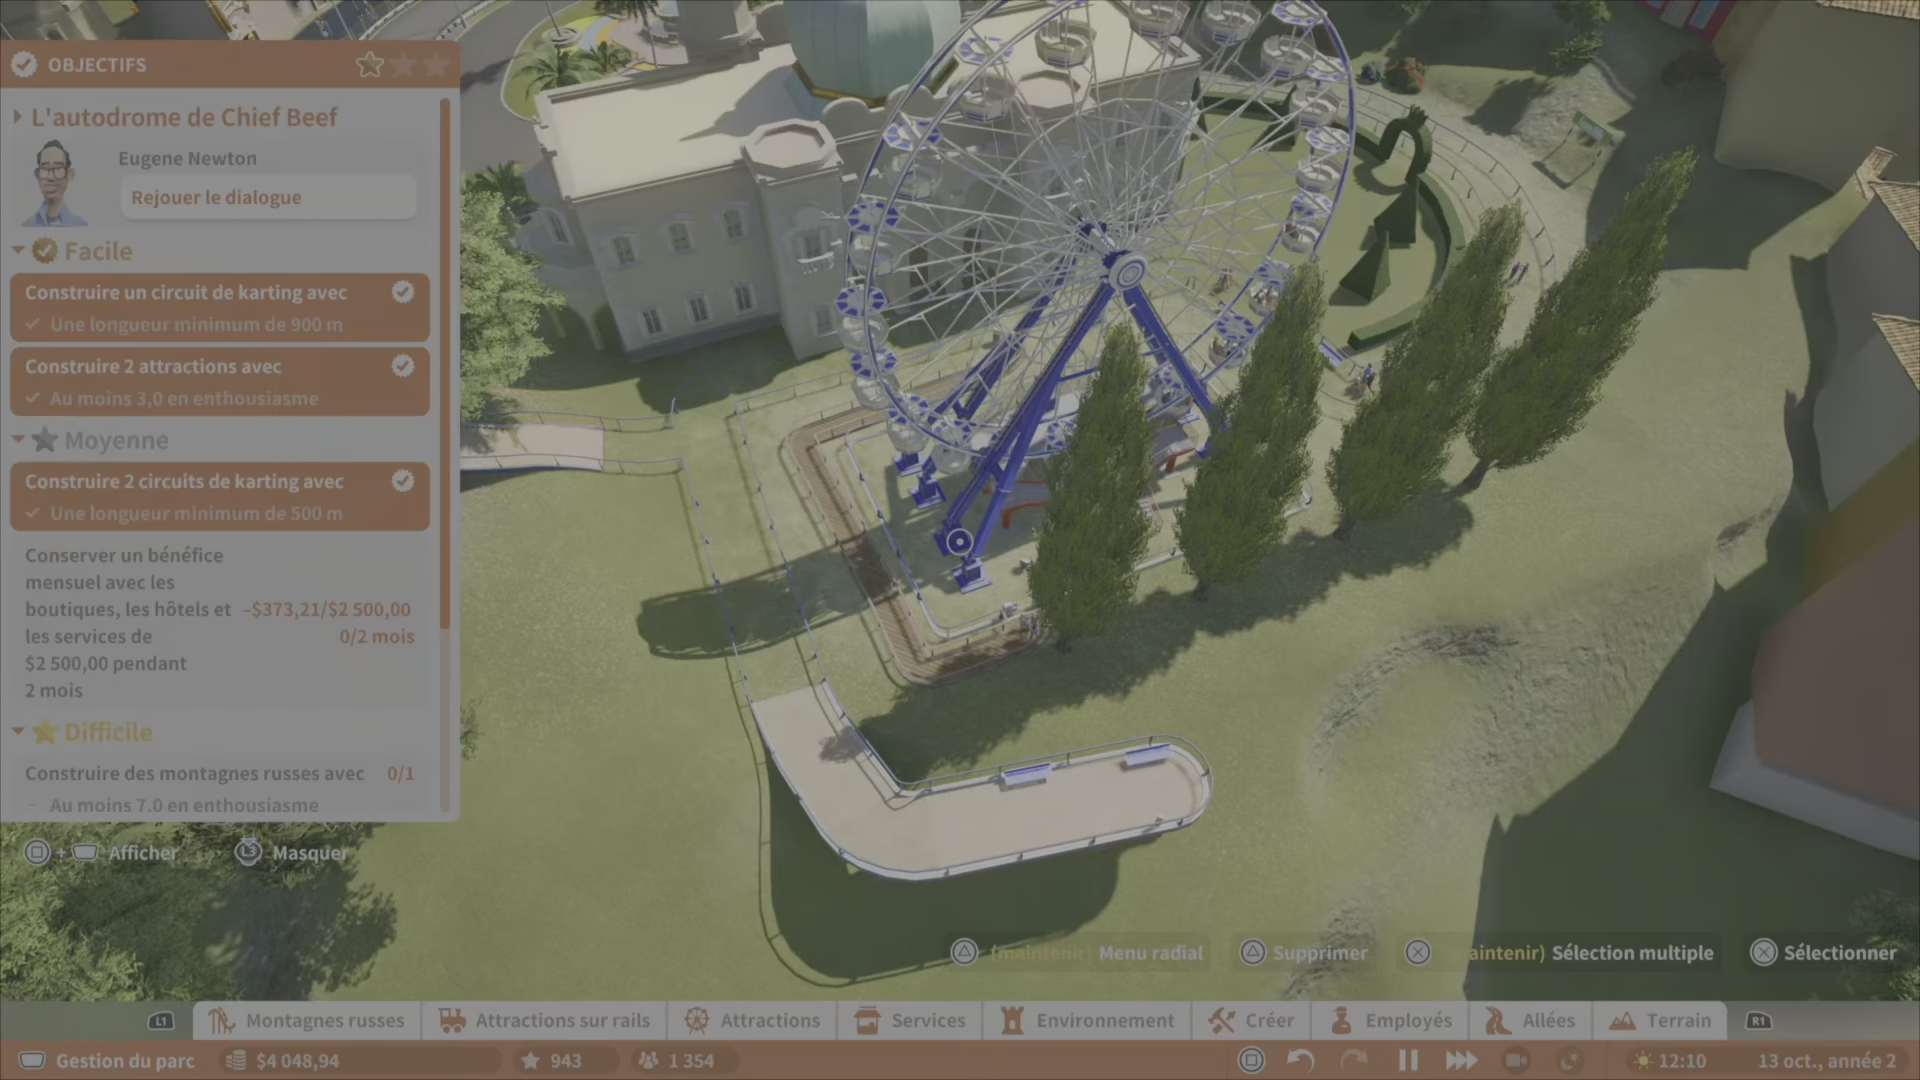 OBJECTIFS
L'autodrome de Chief Beef
Eugene Newton
Rejouer le dialogue
Facile
Construire un circuit de karting avec
Une longueur minimum de 900 m
Construire 2 attractions avec
Au moins 3,0 en enthousiasme
Moyenne
Construire 2 circuits de karting avec
Une longueur minimum de 500 m
Conserver un bénéfice
mensuel avec les
boutiques, les hôtels et -$373,21/$2 500,00
les services de 0/2 mois
$2 500,00 pendant
2 mois
Difficile
Construire des montagnes russes avec 0/1
– Au moins 7.0 en enthousiasme
+ Afficher L3 Masquer
(maintenir) Menu radial Supprimer aintenir) Sélection multiple Sélectionner
L1 Montagnes russes Attractions sur rails Attractions Services Environnement Créer Employés Allées Terrain R1
Gestion du parc $4 048,94 943 1 354 12:10 13 oct., année 2